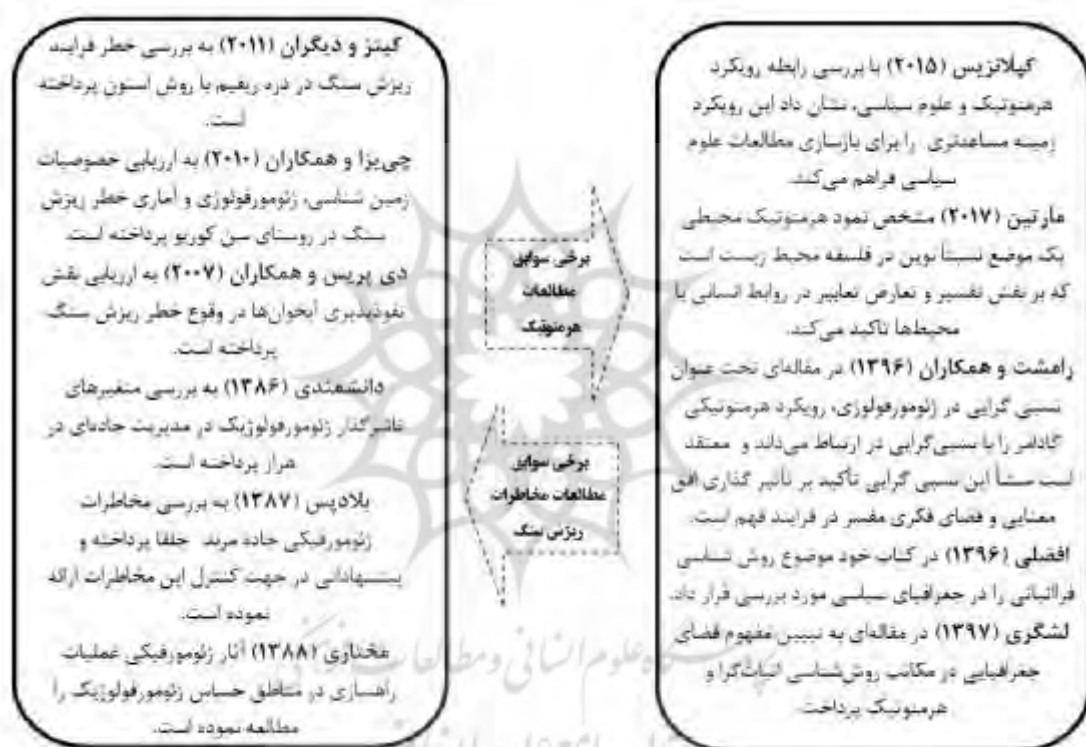 کیلانزیس (۲۰۱۵) با بررسی رابطه رویکرد
هرمنوتیک و علوم سیاسی، نشان داد این رویکرد
زمینه مساعدتری را برای بازسازی مطالعات علوم
سیاسی فراهم می‌کند.
مارتین (۲۰۱۷) مشخص نمود هرمنوتیک محیطی
یک موضع نسبتاً نوین در فلسفه محیط زیست است
که بر نقش تفسیر و تعارض تعابیر در روابط انسانی با
محیط‌ها تاکید می‌کند.
رامشت و همکاران (۱۳۹۶) در مقاله‌ای تحت عنوان
نسبی گرایی در ژئومورفولوژی، رویکرد هرمنوتیکی
گادامر را با نسبی‌گرایی در ارتباط می‌داند و معتقد
است منشأ این نسبی گرایی تأکید بر تأثیر گذاری افق
معنایی و فضای فکری مفسر در فرایند فهم است.
افضلی (۱۳۹۶) در کتاب خود موضوع روش شناسی
فرااثباتی را در جغرافیای سیاسی مورد بررسی قرار داد.
لشگری (۱۳۹۷) در مقاله‌ای به تبیین مفهوم فضای
جغرافیایی در مکاتب روش‌شناسی اثبات‌گرا و
هرمنوتیک پرداخت.
برخی سوابق
مطالعات
هرمنوتیک
برخی سوابق
مطالعات مخاطرات
ریزش سنگ
کینز و دیگران (۲۰۱۱) به بررسی خطر فرایند
ریزش سنگ در دره ریفیم با روش استون پرداخته
است.
چی‌یزا و همکاران (۲۰۱۰) به ارزیابی خصوصیات
زمین شناسی، ژئومورفولوژی و آماری خطر ریزش
سنگ در روستای سن کوریو پرداخته است.
دی پریس و همکاران (۲۰۰۷) به ارزیابی نقش
نفوذپذیری آبخوان‌ها در وقوع خطر ریزش سنگ
پرداخته است.
دانشمندی (۱۳۸۶) به بررسی متغیرهای
تاثیرگذار ژئومورفولوژیک در مدیریت جاده‌ای در
هراز پرداخته است.
بلادپس (۱۳۸۷) به بررسی مخاطرات
ژئومورفیکی جاده مرند جلفا پرداخته و
پیشنهاداتی در جهت کنترل این مخاطرات ارائه
نموده است.
مختاری (۱۳۸۸) آثار ژئومورفیکی عملیات
راهسازی در مناطق حساس ژئومورفولوژیک را
مطالعه نموده است.
علوم انسانی و مطالعات